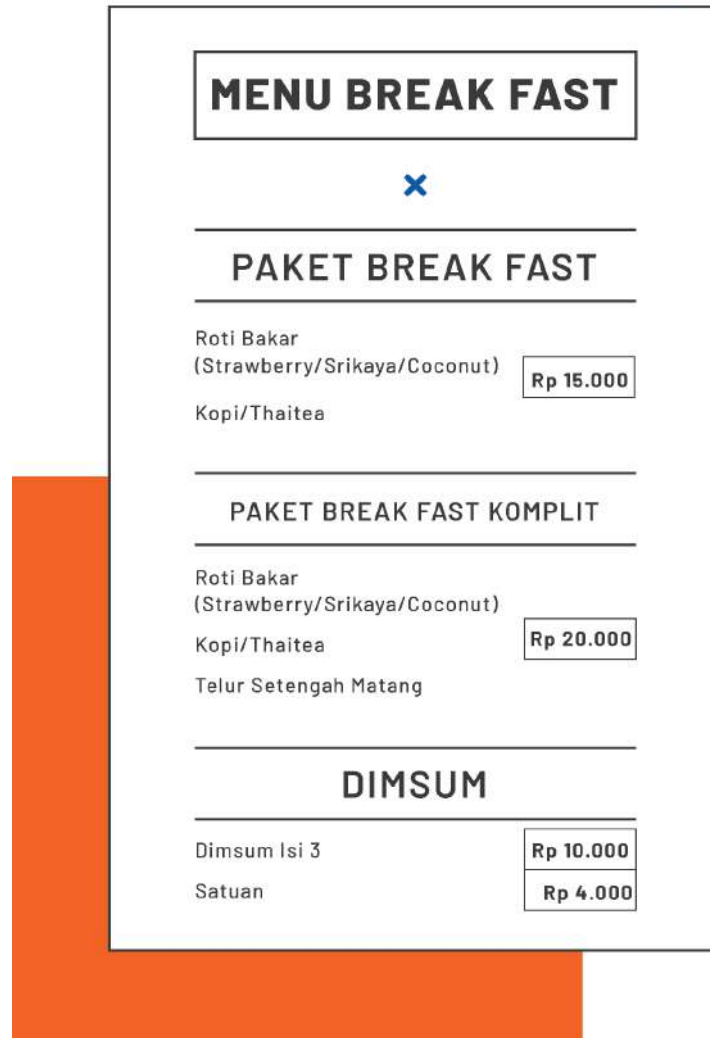 MENU BREAK FAST
PAKET BREAK FAST
Roti Bakar
(Strawberry/Srikaya/Coconut)
Rp 15.000
Kopi/Thaitea
PAKET BREAK FAST KOMPLIT
Roti Bakar
(Strawberry/Srikaya/Coconut)
Kopi/Thaitea
Rp 20.000
Telur Setengah Matang
DIMSUM
Dimsum Isi 3 Rp 10.000
Satuan Rp 4.000